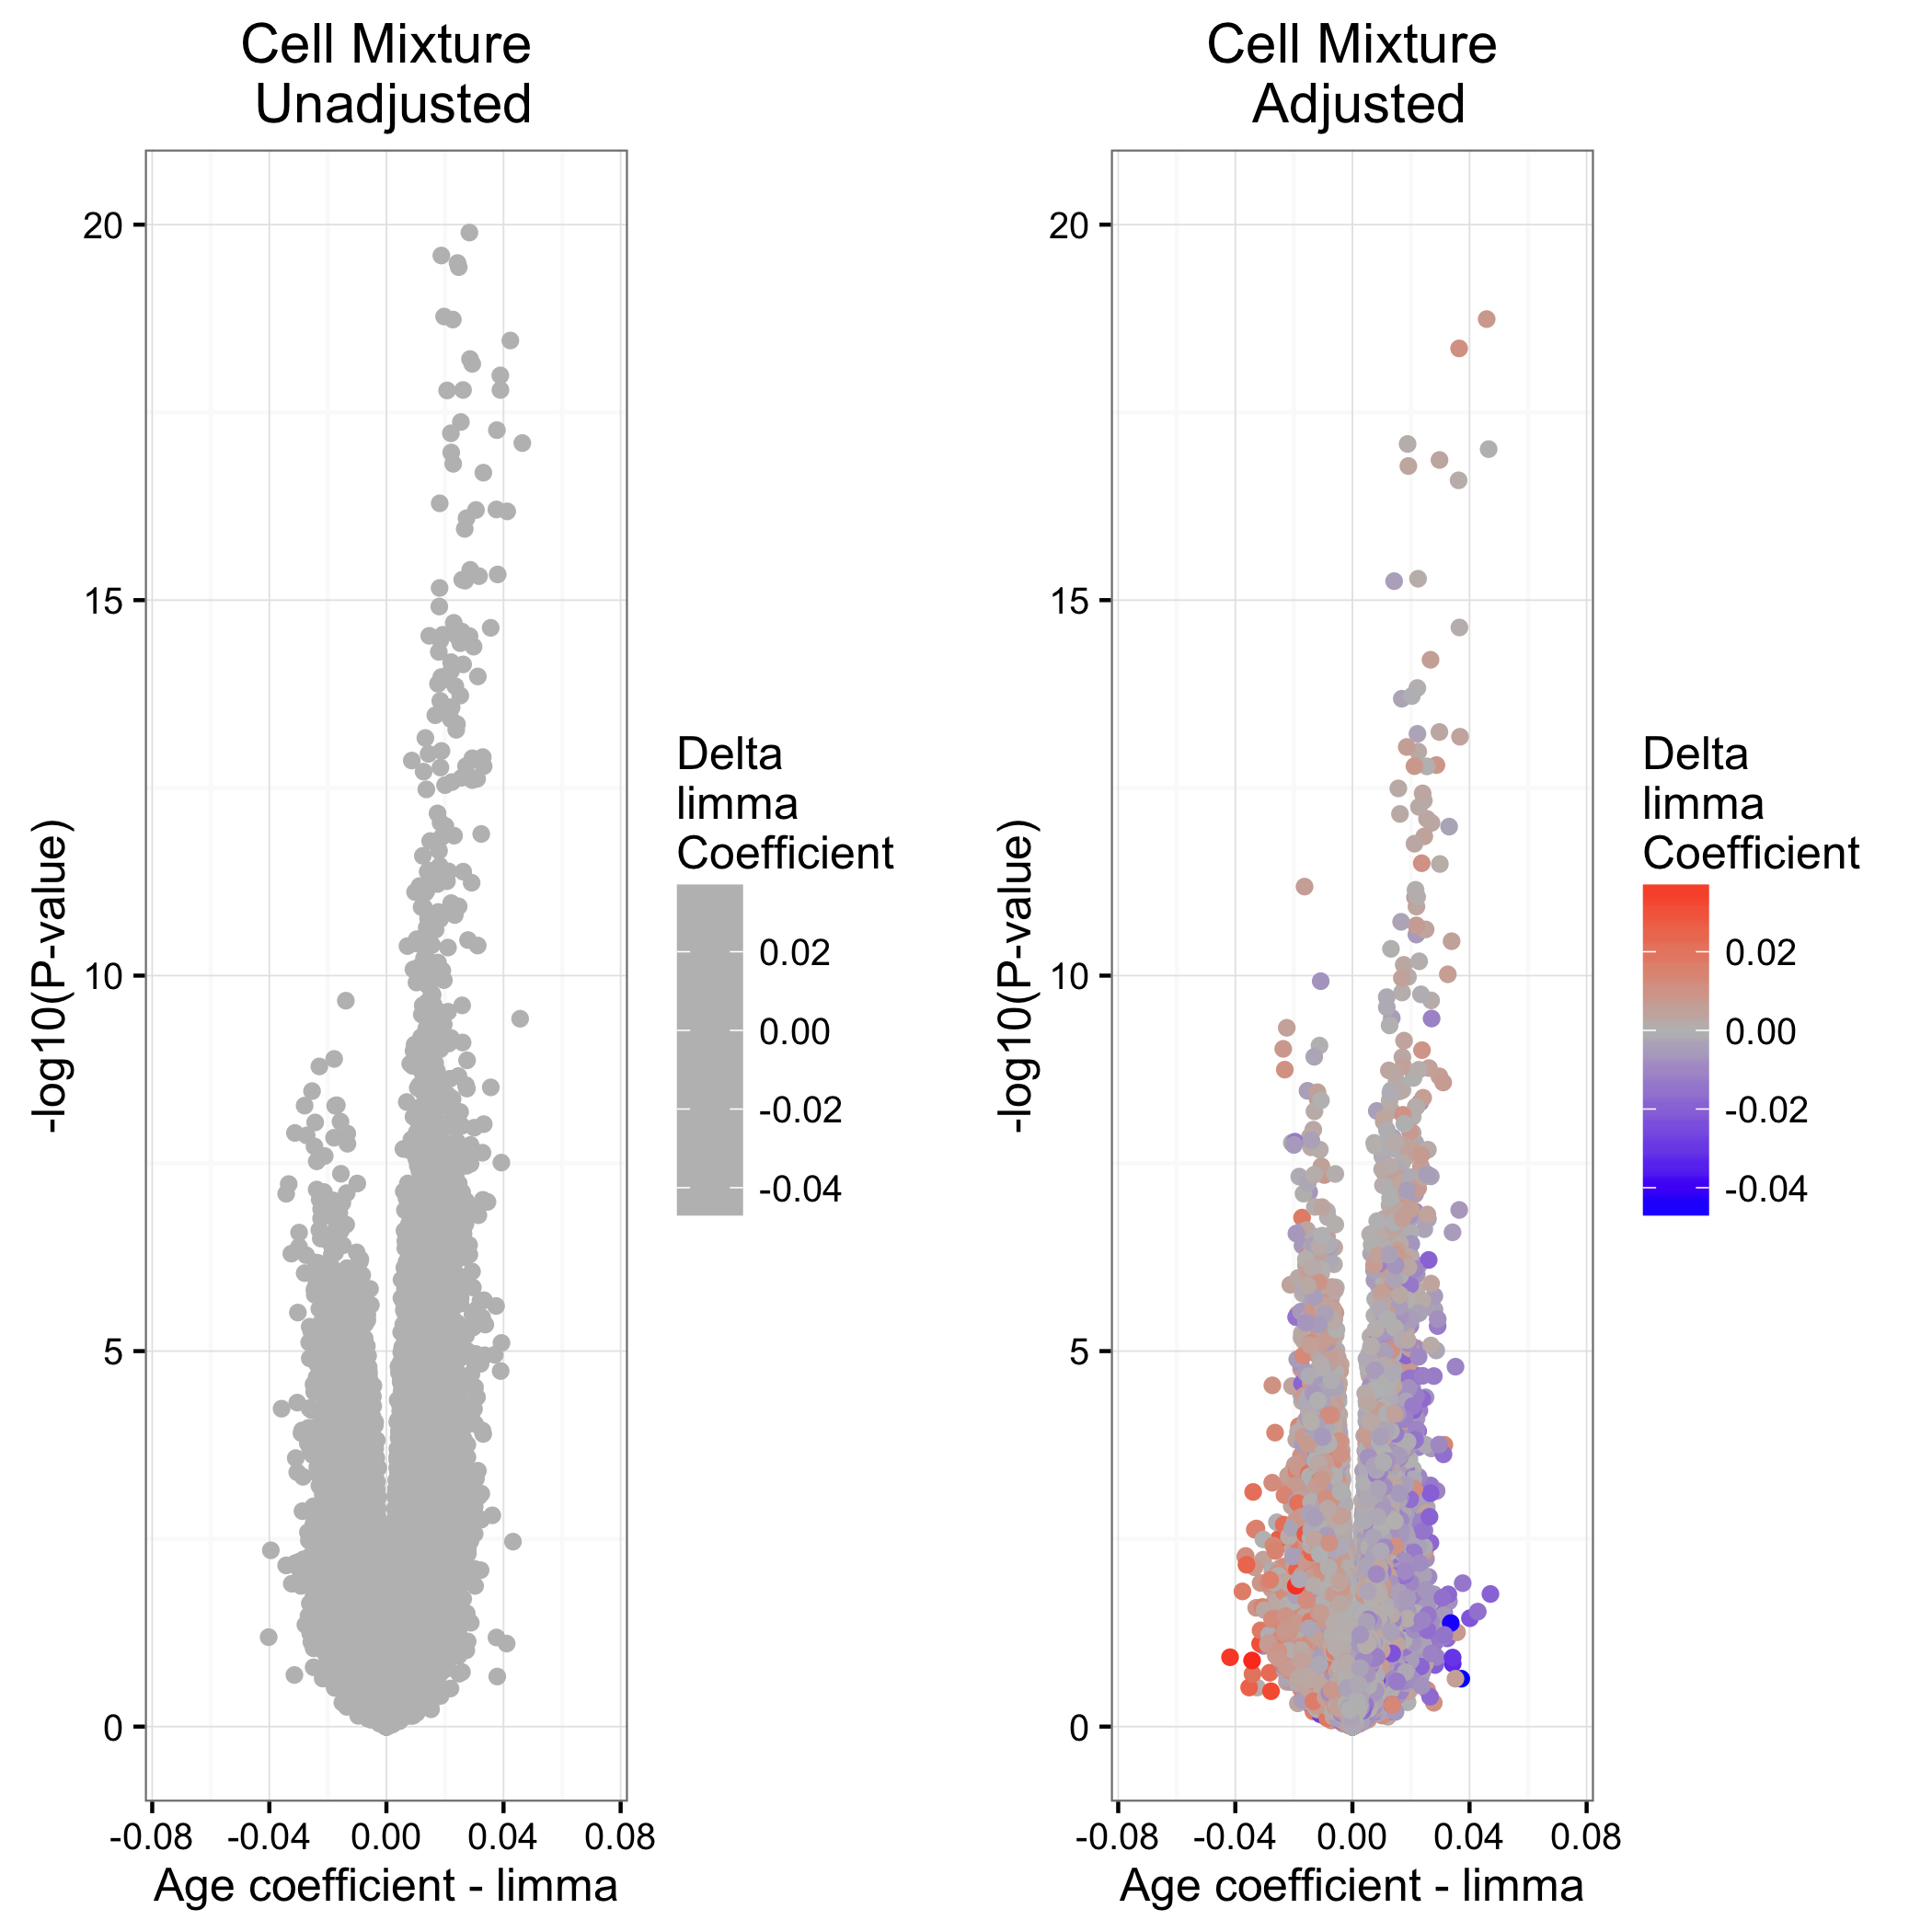 Cell Mixture
Unadjusted
20
15
10
5
0
-log10(P-value)
-0.08 -0.04 0.00 0.04 0.08
Age coefficient - limma
Delta
limma
Coefficient
0.02
0.00
-0.02
-0.04
Cell Mixture
Adjusted
20
15
10
5
0
-log10(P-value)
-0.08 -0.04 0.00 0.04 0.08
Age coefficient - limma
Delta
limma
Coefficient
0.02
0.00
-0.02
-0.04